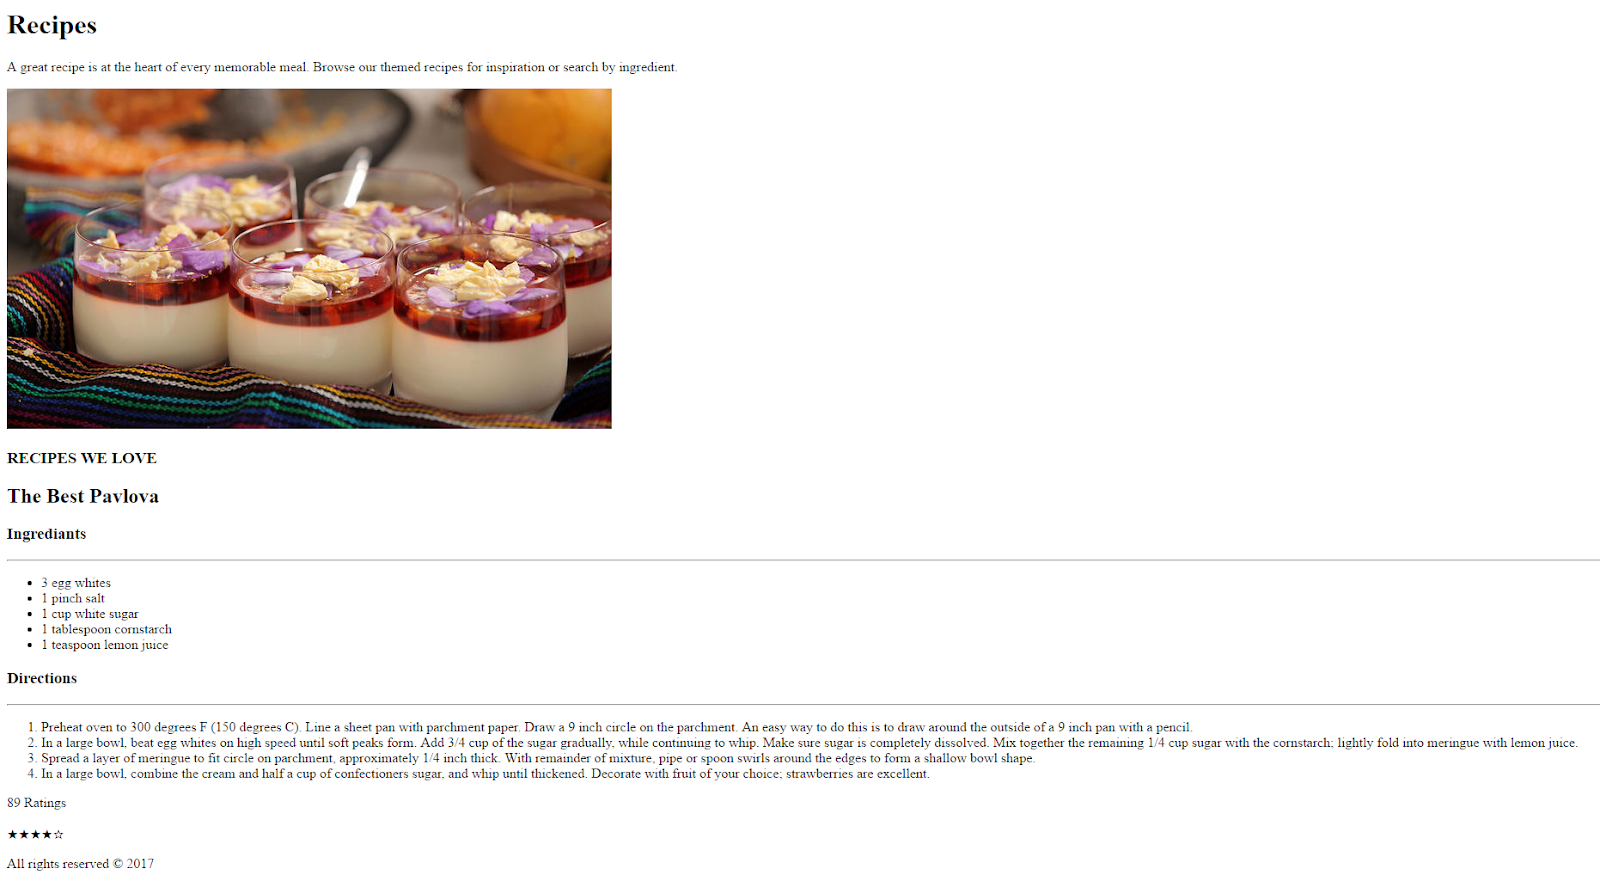 Recipes
A great recipe is at the heart of every memorable meal. Browse our themed recipes for inspiration or search by ingredient.
RECIPES WE LOVE
The Best Pavlova
Ingrediants
• 3 egg whites
• 1 pinch salt
• 1 cup white sugar
• 1 tablespoon cornstarch
• 1 teaspoon lemon juice
Directions
1. Preheat oven to 300 degrees F (150 degrees C). Line a sheet pan with parchment paper. Draw a 9 inch circle on the parchment. An easy way to do this is to draw around the outside of a 9 inch pan with a pencil.
2. In a large bowl, beat egg whites on high speed until soft peaks form. Add 3/4 cup of the sugar gradually, while continuing to whip. Make sure sugar is completely dissolved. Mix together the remaining 1/4 cup sugar with the cornstarch; lightly fold into meringue with lemon juice.
3. Spread a layer of meringue to fit circle on parchment, approximately 1/4 inch thick. With remainder of mixture, pipe or spoon swirls around the edges to form a shallow bowl shape.
4. In a large bowl, combine the cream and half a cup of confectioners sugar, and whip until thickened. Decorate with fruit of your choice; strawberries are excellent.
89 Ratings
★★★★☆
All rights reserved © 2017